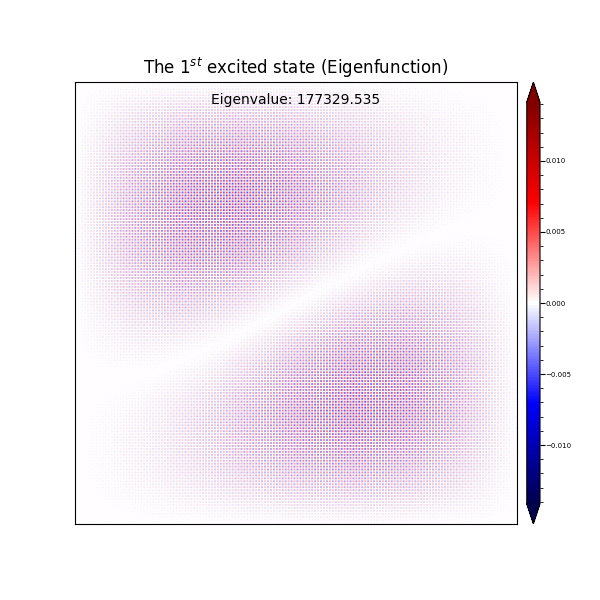 The 1st excited state (Eigenfunction)
Eigenvalue: 177329.535
0.010
0.005
0.000
−0.005
−0.010